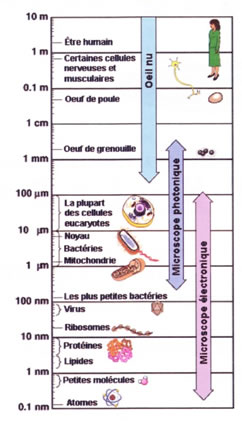 10 m
Être humain
1 m
Certaines cellules
nerveuses et
musculaires
0.1 m
Oeuf de poule
1 cm
Oeuf de grenouille
1 mm
100 µm
La plupart
des cellules
eucaryotes
10 µm
Noyau
Bactéries
Mitochondrie
1 µm
Les plus petites bactéries
100 nm
Virus
Ribosomes
10 nm
Protéines
Lipides
1 nm
Petites molécules
Atomes
0.1 nm
Oeil nu
Microscope photonique
Microscope électronique